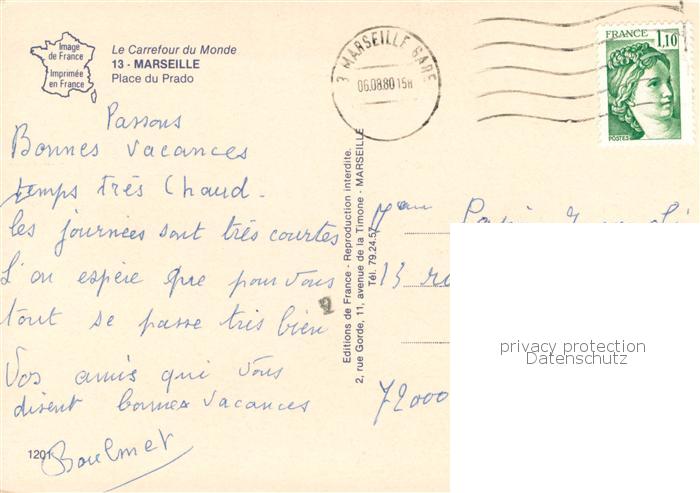 Image
de France
Imprimée
en France
Le Carrefour du Monde
13 - MARSEILLE
Place du Prado
3 MARSEILLE GARE
06.08.80 15H
FRANCE
1,10
POSTES
Passons
Bonnes vacances
temps très Chaud.
les journées sont très courtes
L'on espère que pour vous
tout se passe très bien
Vos amis qui vous
disent bonnes vacances
1201
Editions de France - Reproduction interdite.
2, rue Gorde, 11, avenue de la Timone - MARSEILLE
Tél. 79.24.57
13
72000
privacy protection
Datenschutz